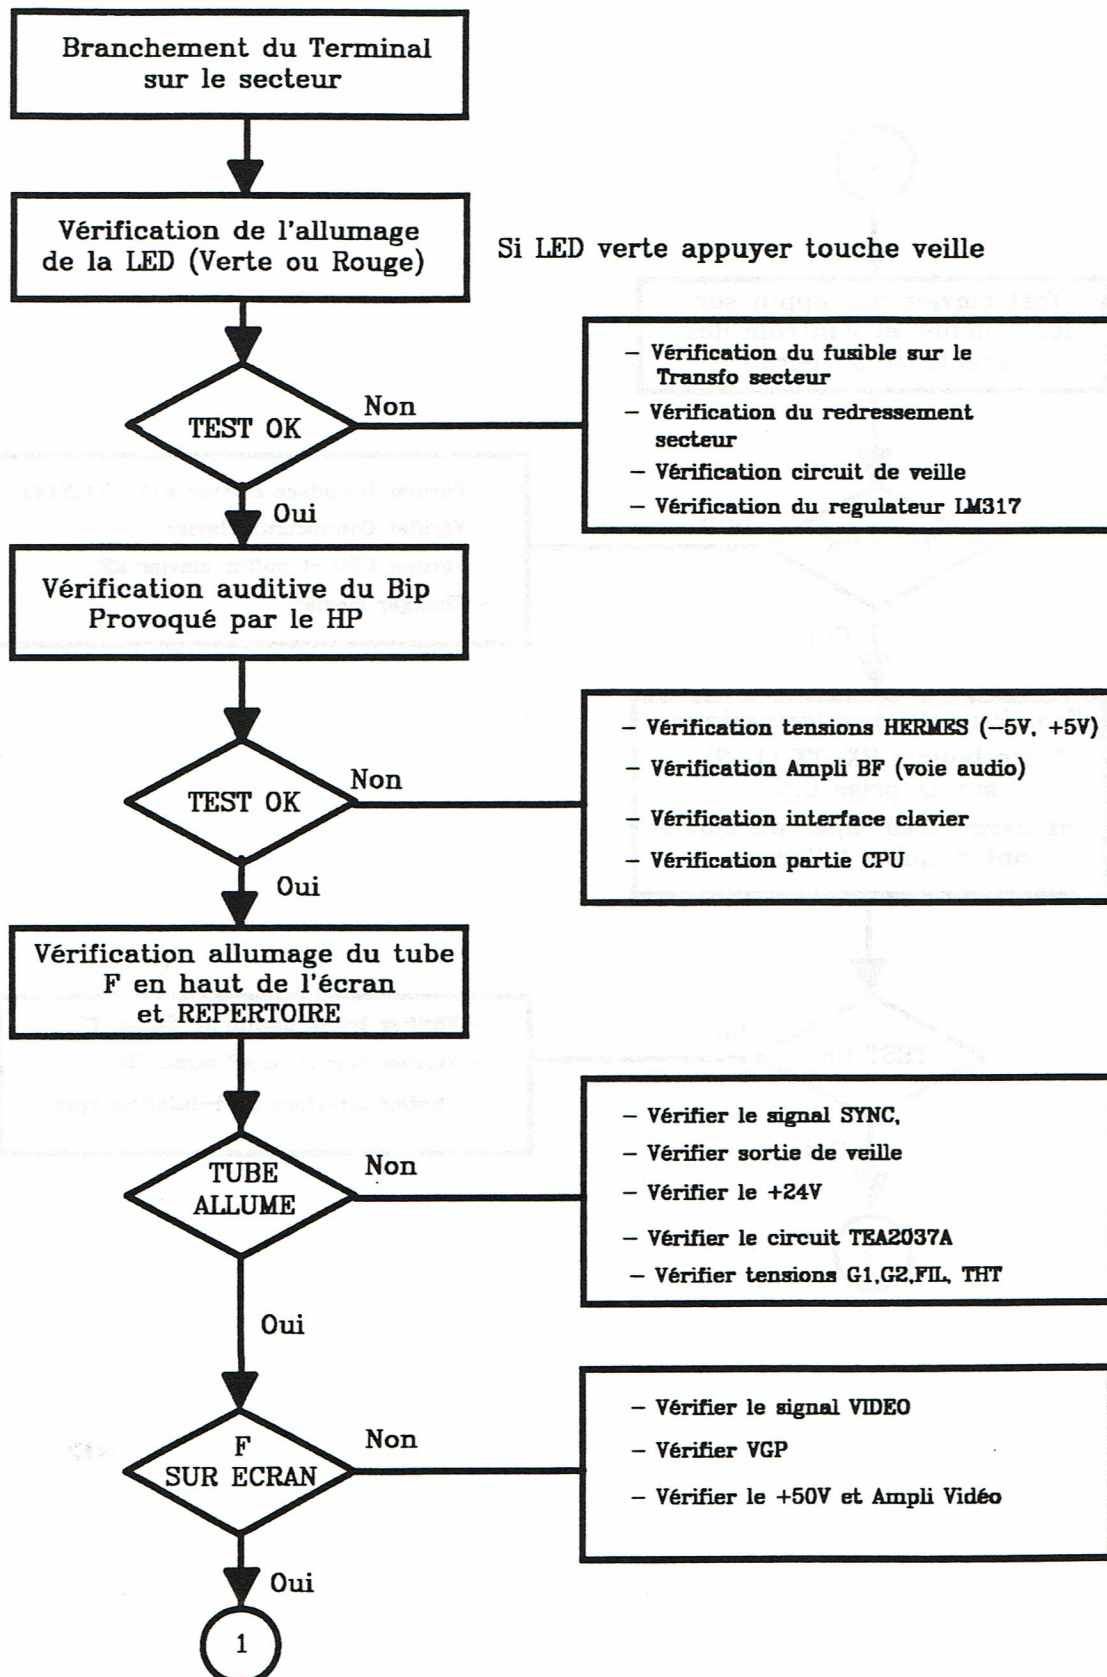 Branchement du Terminal
sur le secteur
Vérification de l'allumage
de la LED (Verte ou Rouge)
Si LED verte appuyer touche veille
TEST OK
Non
– Vérification du fusible sur le
Transfo secteur
– Vérification du redressement
secteur
– Vérification circuit de veille
– Vérification du regulateur LM317
Oui
Vérification auditive du Bip
Provoqué par le HP
TEST OK
Non
– Vérification tensions HERMES (–5V, +5V)
– Vérification Ampli BF (voie audio)
– Vérification interface clavier
– Vérification partie CPU
Oui
Vérification allumage du tube
F en haut de l'écran
et REPERTOIRE
TUBE
ALLUME
Non
– Vérifier le signal SYNC,
– Vérifier sortie de veille
– Vérifier le +24V
– Vérifier le circuit TEA2037A
– Vérifier tensions G1,G2,FIL, THT
Oui
F
SUR ECRAN
Non
– Vérifier le signal VIDEO
– Vérifier VGP
– Vérifier le +50V et Ampli Vidéo
Oui
1